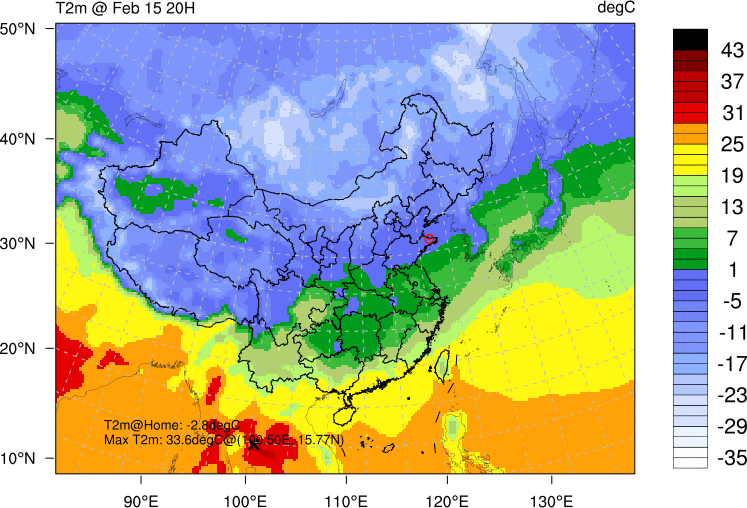 T2m @ Feb 15 20H
degC
50°N
40°N
30°N
20°N
10°N
T2m@Home: -2.8degC
Max T2m: 33.6degC@(100.50E, 15.77N)
90°E
100°E
110°E
120°E
130°E
43
37
31
25
19
13
7
1
-5
-11
-17
-23
-29
-35